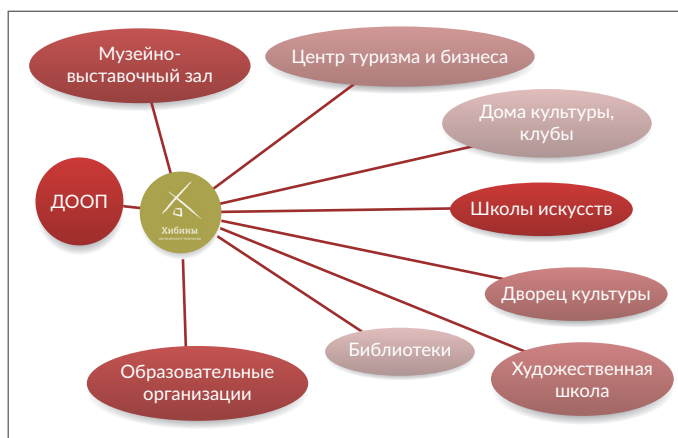 Музейно-
выставочный зал
Центр туризма и бизнеса
Дома культуры,
клубы
ДООП
Хибины
Школы искусств
Дворец культуры
Библиотеки
Художественная
школа
Образовательные
организации